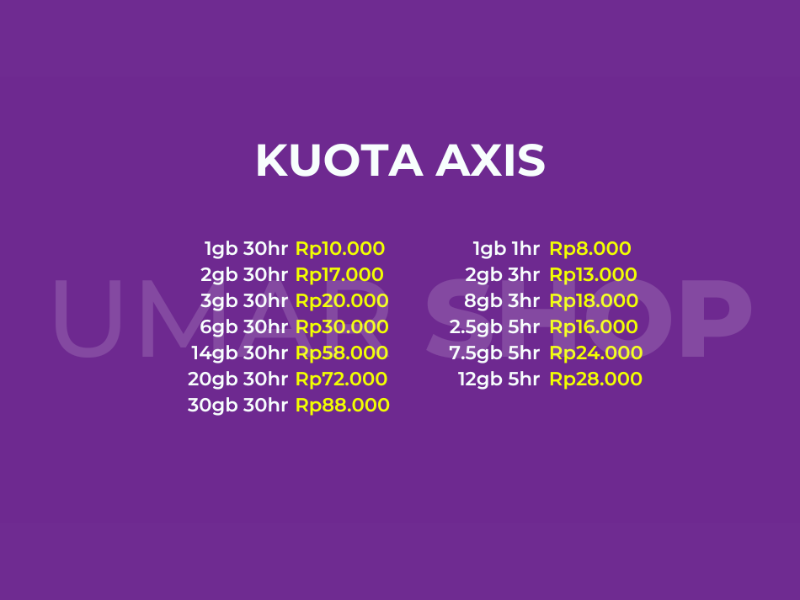 KUOTA AXIS
1gb 30hr Rp10.000
2gb 30hr Rp17.000
3gb 30hr Rp20.000
6gb 30hr Rp30.000
14gb 30hr Rp58.000
20gb 30hr Rp72.000
30gb 30hr Rp88.000
1gb 1hr Rp8.000
2gb 3hr Rp13.000
8gb 3hr Rp18.000
2.5gb 5hr Rp16.000
7.5gb 5hr Rp24.000
12gb 5hr Rp28.000
UMAR SHOP